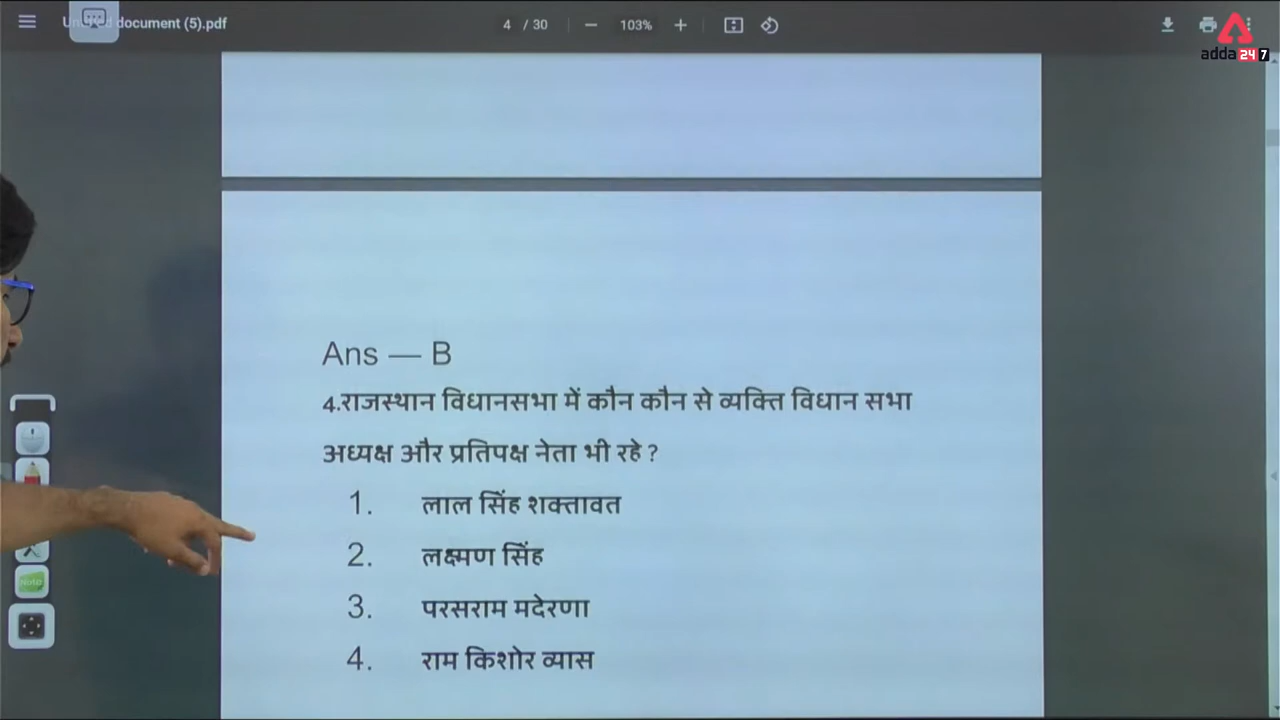 4 / 30
103%
adda 247
Ans — B
4.राजस्थान विधानसभा में कौन कौन से व्यक्ति विधान सभा
अध्यक्ष और प्रतिपक्ष नेता भी रहे ?
1. लाल सिंह शक्तावत
2. लक्ष्मण सिंह
3. परसराम मदेरणा
4. राम किशोर व्यास
document (5).pdf